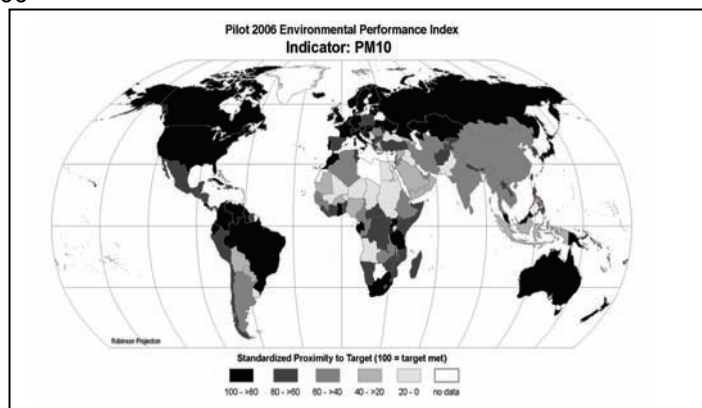 Pilot 2006 Environmental Performance Index
Indicator: PM10
Robinson Projection
Standardized Proximity to Target (100 = target met)
100 - >80 80 - >60 60 - >40 40 - >20 20 - 0 no data